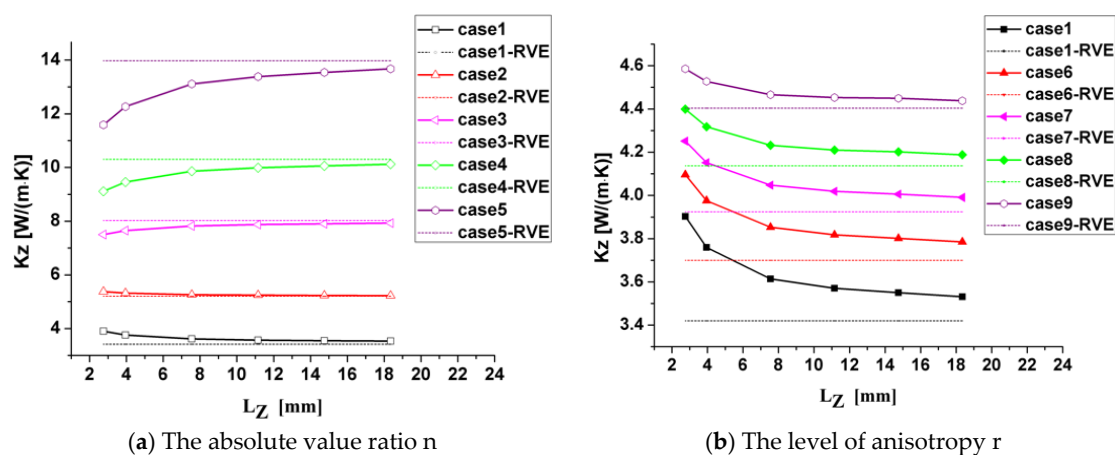 case1
case1-RVE
case2
case2-RVE
case3
case3-RVE
case4
case4-RVE
case5
case5-RVE
14
12
10
8
6
4
Kz [W/(m·K)]
2 4 6 8 10 12 14 16 18 20 22 24
LZ [mm]
(a) The absolute value ratio n
case1
case1-RVE
case6
case6-RVE
case7
case7-RVE
case8
case8-RVE
case9
case9-RVE
4.6
4.4
4.2
4.0
3.8
3.6
3.4
Kz [W/(m·K)]
2 4 6 8 10 12 14 16 18 20 22 24
LZ [mm]
(b) The level of anisotropy r